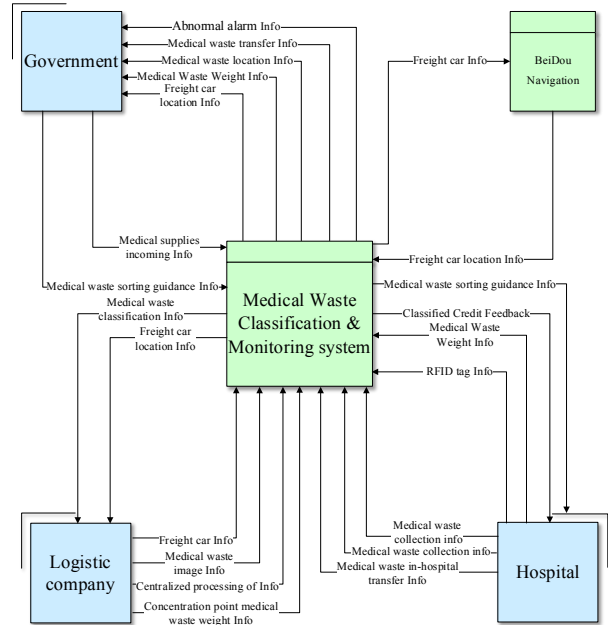 Abnormal alarm Info
Medical waste transfer Info
Government
Medical waste location Info
Medical Waste Weight Info
Freight car
location Info
Freight car Info
BeiDou
Navigation
Medical supplies
incoming Info
Freight car location Info
Medical waste sorting guidance Info
Medical waste sorting guidance Info
Medical waste
classification Info
Freight car
location Info
Medical Waste
Classification &
Monitoring system
Classified Credit Feedback
Medical Waste
Weight Info
RFID tag Info
Logistic
company
Freight car Info
Medical waste
image Info
Centralized processing of Info
Concentration point medical
waste weight Info
Medical waste
collection info
Medical waste collection info
Medical waste in-hospital
transfer Info
Hospital